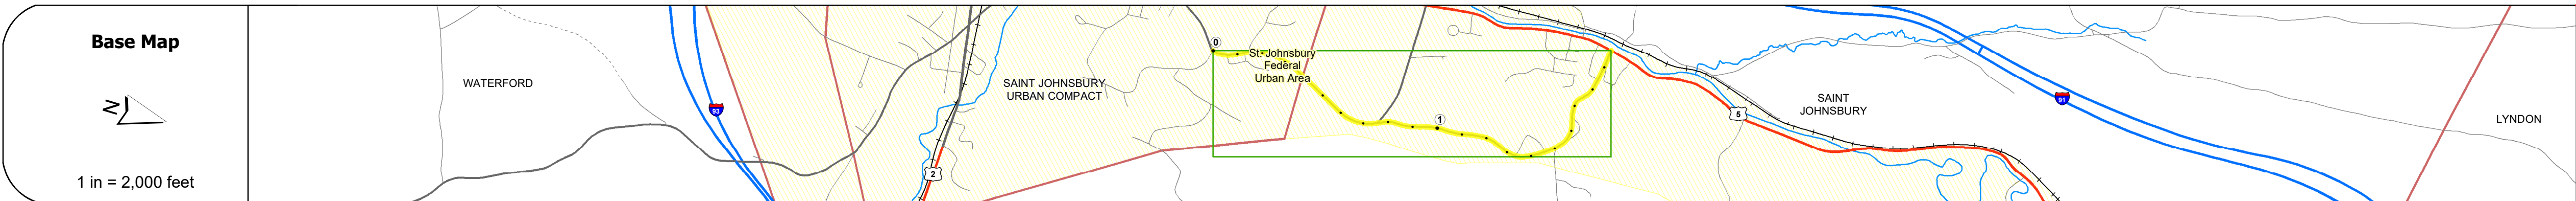 Base Map
N
1 in = 2,000 feet
WATERFORD
93
SAINT JOHNSBURY
URBAN COMPACT
2
0
St. Johnsbury
Federal
Urban Area
1
5
SAINT
JOHNSBURY
91
LYNDON